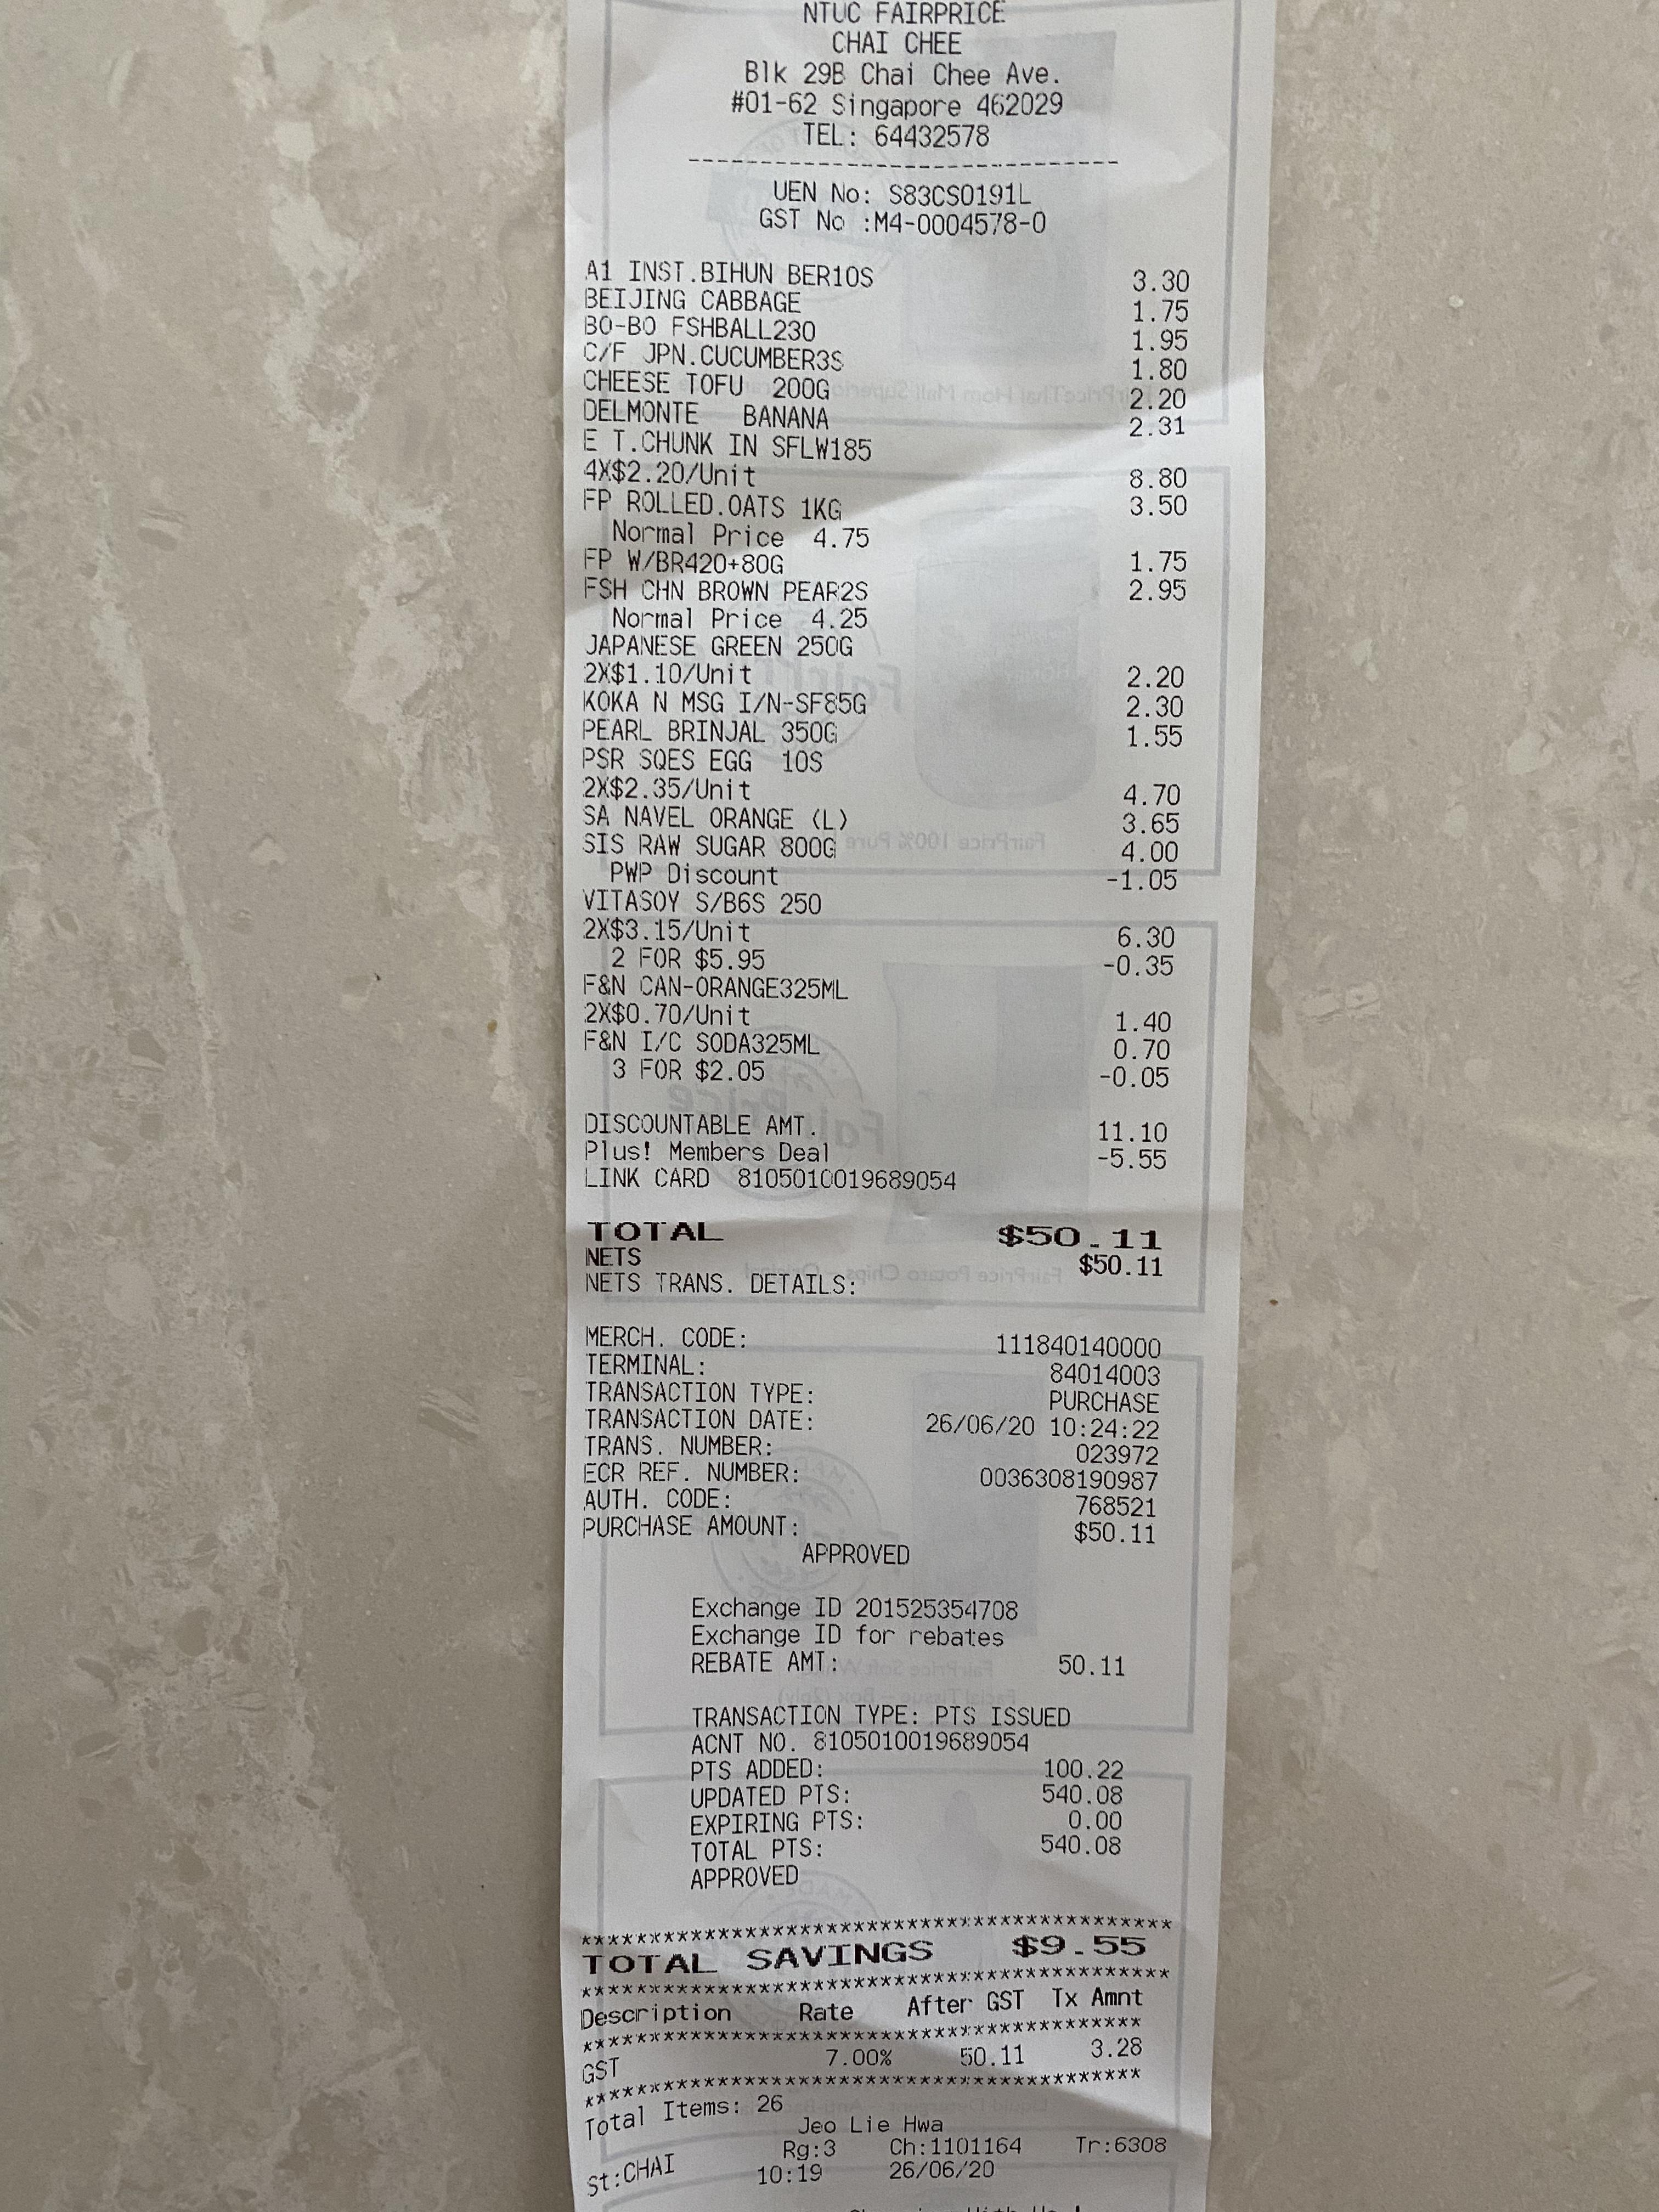 NTUC FAIRPRICE
CHAI CHEE
Blk 29B Chai Chee Ave.
#01-62 Singapore 462029
TEL: 64432578
------------------------------
UEN No: S83CS0191L
GST No :M4-0004578-0
A1 INST.BIHUN BER10S 3.30
BEIJING CABBAGE 1.75
BO-BO FSHBALL230 1.95
C/F JPN.CUCUMBER3S 1.80
CHEESE TOFU 200G 2.20
DELMONTE BANANA 2.31
E T.CHUNK IN SFLW185
4X$2.20/Unit 8.80
FP ROLLED.OATS 1KG 3.50
Normal Price 4.75
FP W/BR420+80G 1.75
FSH CHN BROWN PEAR2S 2.95
Normal Price 4.25
JAPANESE GREEN 250G
2X$1.10/Unit 2.20
KOKA N MSG I/N-SF85G 2.30
PEARL BRINJAL 350G 1.55
PSR SQES EGG 10S
2X$2.35/Unit 4.70
SA NAVEL ORANGE (L) 3.65
SIS RAW SUGAR 800G 4.00
PWP Discount -1.05
VITASOY S/B6S 250
2X$3.15/Unit 6.30
2 FOR $5.95 -0.35
F&N CAN-ORANGE325ML
2X$0.70/Unit 1.40
F&N I/C SODA325ML 0.70
3 FOR $2.05 -0.05
DISCOUNTABLE AMT. 11.10
Plus! Members Deal -5.55
LINK CARD 8105010019689054
TOTAL $50.11
NETS $50.11
NETS TRANS. DETAILS:
MERCH. CODE: 111840140000
TERMINAL: 84014003
TRANSACTION TYPE: PURCHASE
TRANSACTION DATE: 26/06/20 10:24:22
TRANS. NUMBER: 023972
ECR REF. NUMBER: 0036308190987
AUTH. CODE: 768521
PURCHASE AMOUNT: $50.11
APPROVED
Exchange ID 201525354708
Exchange ID for rebates
REBATE AMT: 50.11
TRANSACTION TYPE: PTS ISSUED
ACNT NO. 8105010019689054
PTS ADDED: 100.22
UPDATED PTS: 540.08
EXPIRING PTS: 0.00
TOTAL PTS: 540.08
APPROVED
******************************************
TOTAL SAVINGS $9.55
******************************************
Description Rate After GST Tx Amnt
******************************************
GST 7.00% 50.11 3.28
******************************************
Total Items: 26
Jeo Lie Hwa
St:CHAI Rg:3 Ch:1101164 Tr:6308
10:19 26/06/20